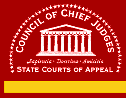 COUNCIL OF CHIEF JUDGES
STATE COURTS OF APPEAL